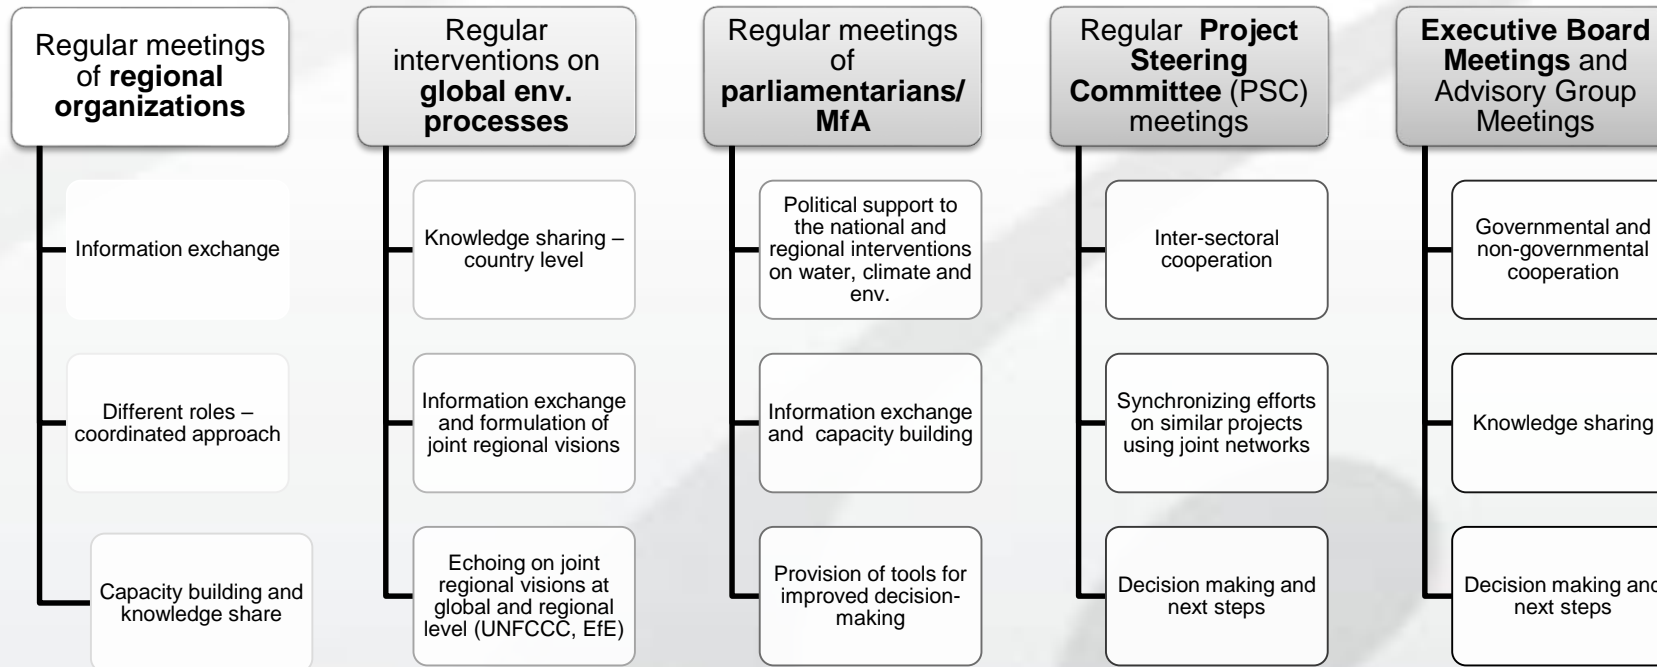 Regular meetings
of regional
organizations
Information exchange
Different roles –
coordinated approach
Capacity building and
knowledge share
Regular
interventions on
global env.
processes
Knowledge sharing –
country level
Information exchange
and formulation of
joint regional visions
Echoing on joint
regional visions at
global and regional
level (UNFCCC, EfE)
Regular meetings
of
parliamentarians/
MfA
Political support to
the national and
regional interventions
on water, climate and
env.
Information exchange
and capacity building
Provision of tools for
improved decision-
making
Regular Project
Steering
Committee (PSC)
meetings
Inter-sectoral
cooperation
Synchronizing efforts
on similar projects
using joint networks
Decision making and
next steps
Executive Board
Meetings and
Advisory Group
Meetings
Governmental and
non-governmental
cooperation
Knowledge sharing
Decision making and
next steps